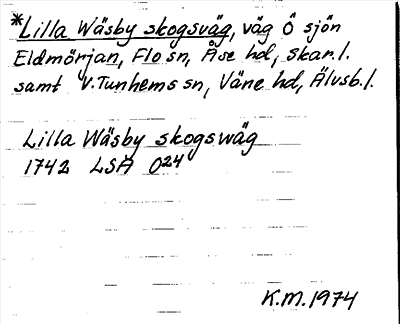 *Lilla Wäsby skogsväg, väg Ö sjön
Eldmörjan, Flo sn, Åse hd, Skar.l.
samt V.Tunhems sn, Väne hd, Älvsb.l.
Lilla Wäsby skogswäg
1742 LSA O24
K.M.1974